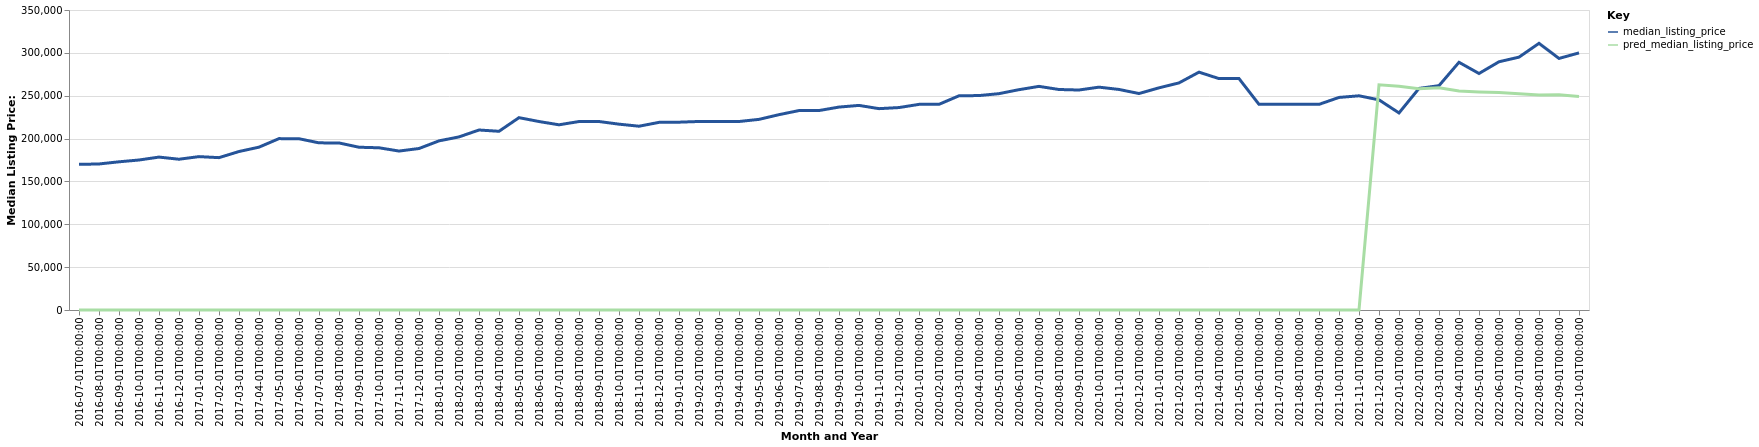 350,000
300,000
250,000
200,000
150,000
100,000
50,000
0
Median Listing Price:
2016-07-01T00:00:00
2016-08-01T00:00:00
2016-09-01T00:00:00
2016-10-01T00:00:00
2016-11-01T00:00:00
2016-12-01T00:00:00
2017-01-01T00:00:00
2017-02-01T00:00:00
2017-03-01T00:00:00
2017-04-01T00:00:00
2017-05-01T00:00:00
2017-06-01T00:00:00
2017-07-01T00:00:00
2017-08-01T00:00:00
2017-09-01T00:00:00
2017-10-01T00:00:00
2017-11-01T00:00:00
2017-12-01T00:00:00
2018-01-01T00:00:00
2018-02-01T00:00:00
2018-03-01T00:00:00
2018-04-01T00:00:00
2018-05-01T00:00:00
2018-06-01T00:00:00
2018-07-01T00:00:00
2018-08-01T00:00:00
2018-09-01T00:00:00
2018-10-01T00:00:00
2018-11-01T00:00:00
2018-12-01T00:00:00
2019-01-01T00:00:00
2019-02-01T00:00:00
2019-03-01T00:00:00
2019-04-01T00:00:00
2019-05-01T00:00:00
2019-06-01T00:00:00
2019-07-01T00:00:00
2019-08-01T00:00:00
2019-09-01T00:00:00
2019-10-01T00:00:00
2019-11-01T00:00:00
2019-12-01T00:00:00
2020-01-01T00:00:00
2020-02-01T00:00:00
2020-03-01T00:00:00
2020-04-01T00:00:00
2020-05-01T00:00:00
2020-06-01T00:00:00
2020-07-01T00:00:00
2020-08-01T00:00:00
2020-09-01T00:00:00
2020-10-01T00:00:00
2020-11-01T00:00:00
2020-12-01T00:00:00
2021-01-01T00:00:00
2021-02-01T00:00:00
2021-03-01T00:00:00
2021-04-01T00:00:00
2021-05-01T00:00:00
2021-06-01T00:00:00
2021-07-01T00:00:00
2021-08-01T00:00:00
2021-09-01T00:00:00
2021-10-01T00:00:00
2021-11-01T00:00:00
2021-12-01T00:00:00
2022-01-01T00:00:00
2022-02-01T00:00:00
2022-03-01T00:00:00
2022-04-01T00:00:00
2022-05-01T00:00:00
2022-06-01T00:00:00
2022-07-01T00:00:00
2022-08-01T00:00:00
2022-09-01T00:00:00
2022-10-01T00:00:00
Month and Year
Key
median_listing_price
pred_median_listing_price